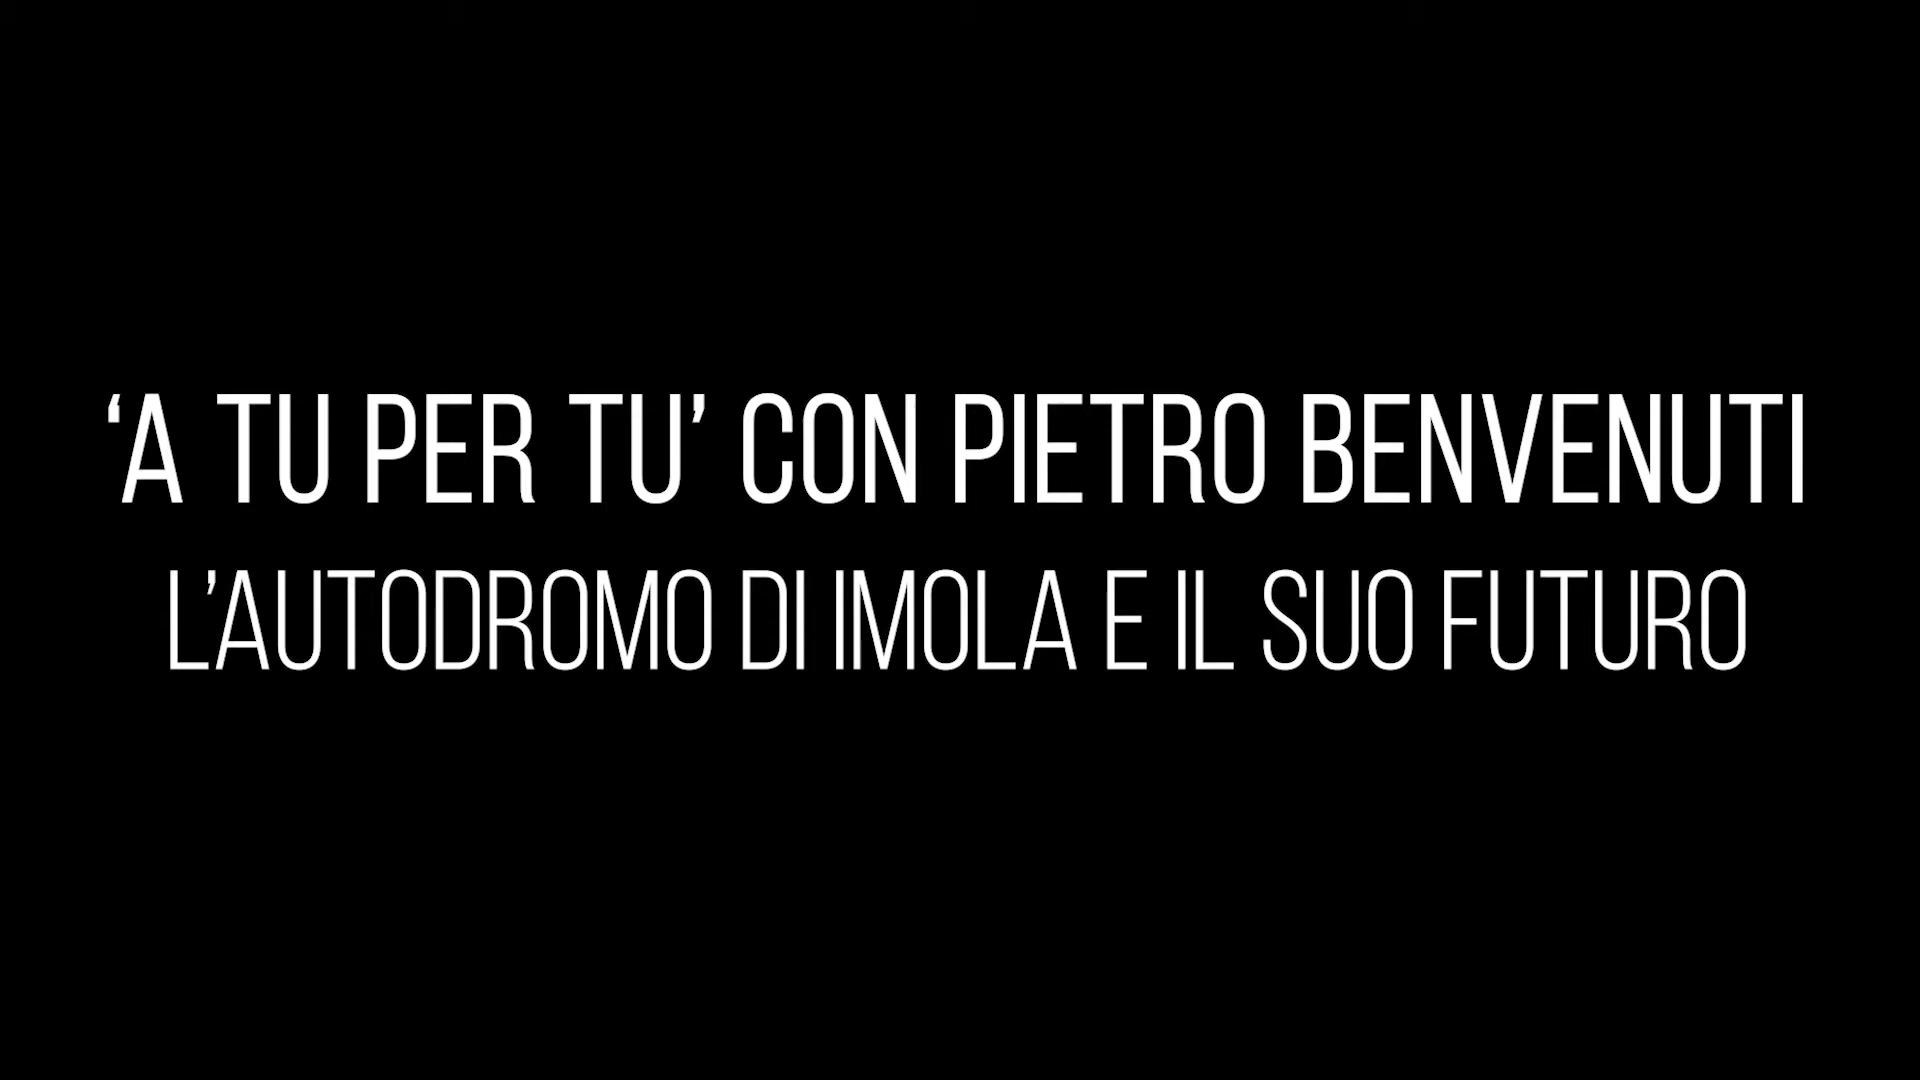 ‘A TU PER TU’ CON PIETRO BENVENUTI
L’AUTODROMO DI IMOLA E IL SUO FUTURO